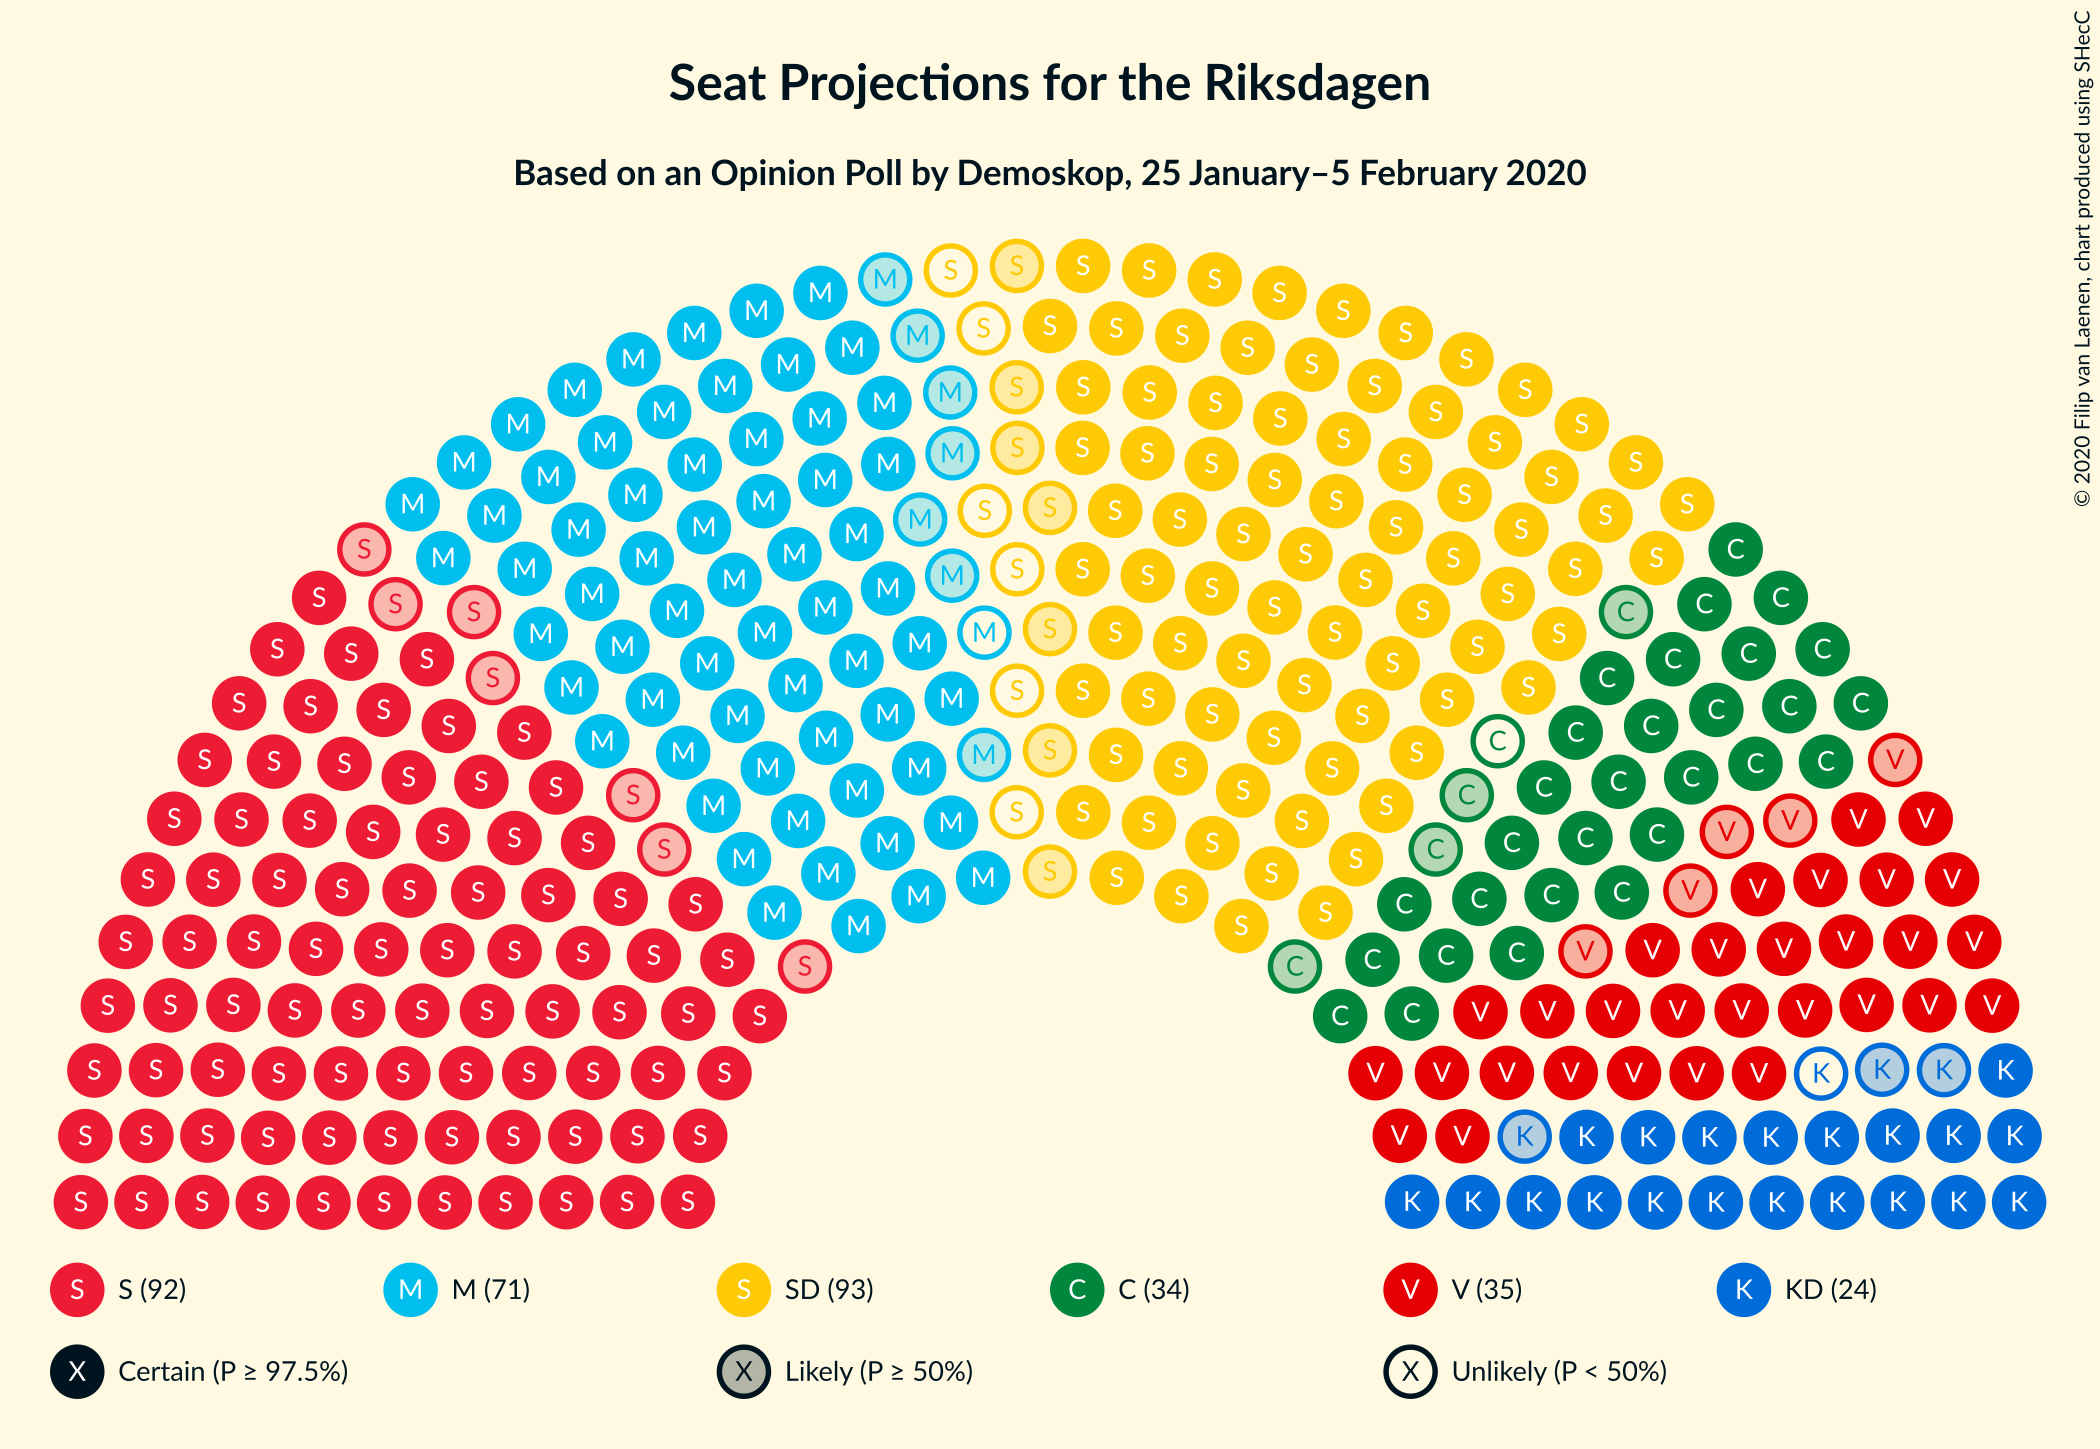 Seat Projections for the Riksdagen
Based on an Opinion Poll by Demoskop, 25 January–5 February 2020
© 2020 Filip van Laenen, chart produced using SHecC
S S (92) M M (71) S SD (93) C C (34) V V (35) K KD (24)
X Certain (P ≥ 97.5%) X Likely (P ≥ 50%) X Unlikely (P < 50%)